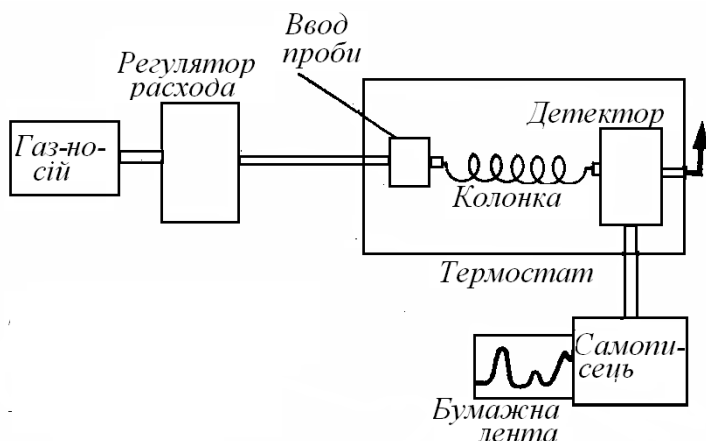 Ввод
проби
Регулятор
расхода
Детектор
Газ-но-
сій
Колонка
Термостат
Самопи-
сець
Бумажна
лента